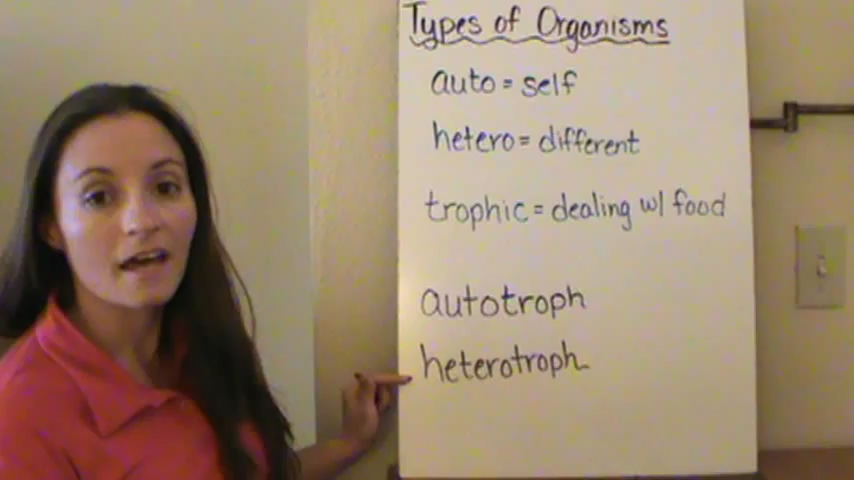 Types of Organisms
auto = self
hetero = different
trophic = dealing w/ food
autotroph
heterotroph